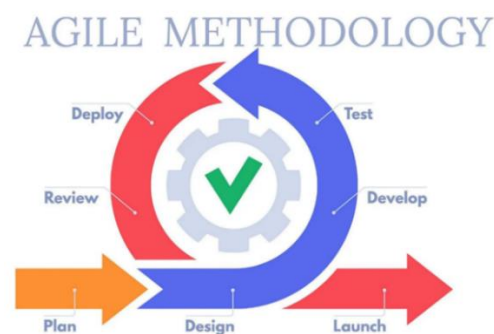 AGILE METHODOLOGY
Deploy
Test
Review
Develop
Plan
Design
Launch